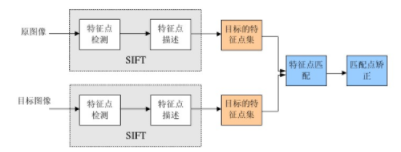 原图像
特征点
检测
特征点
描述
SIFT
目标的特
征点集
特征点匹
配
匹配点矫
正
目标图像
特征点
检测
特征点
描述
SIFT
目标的特
征点集